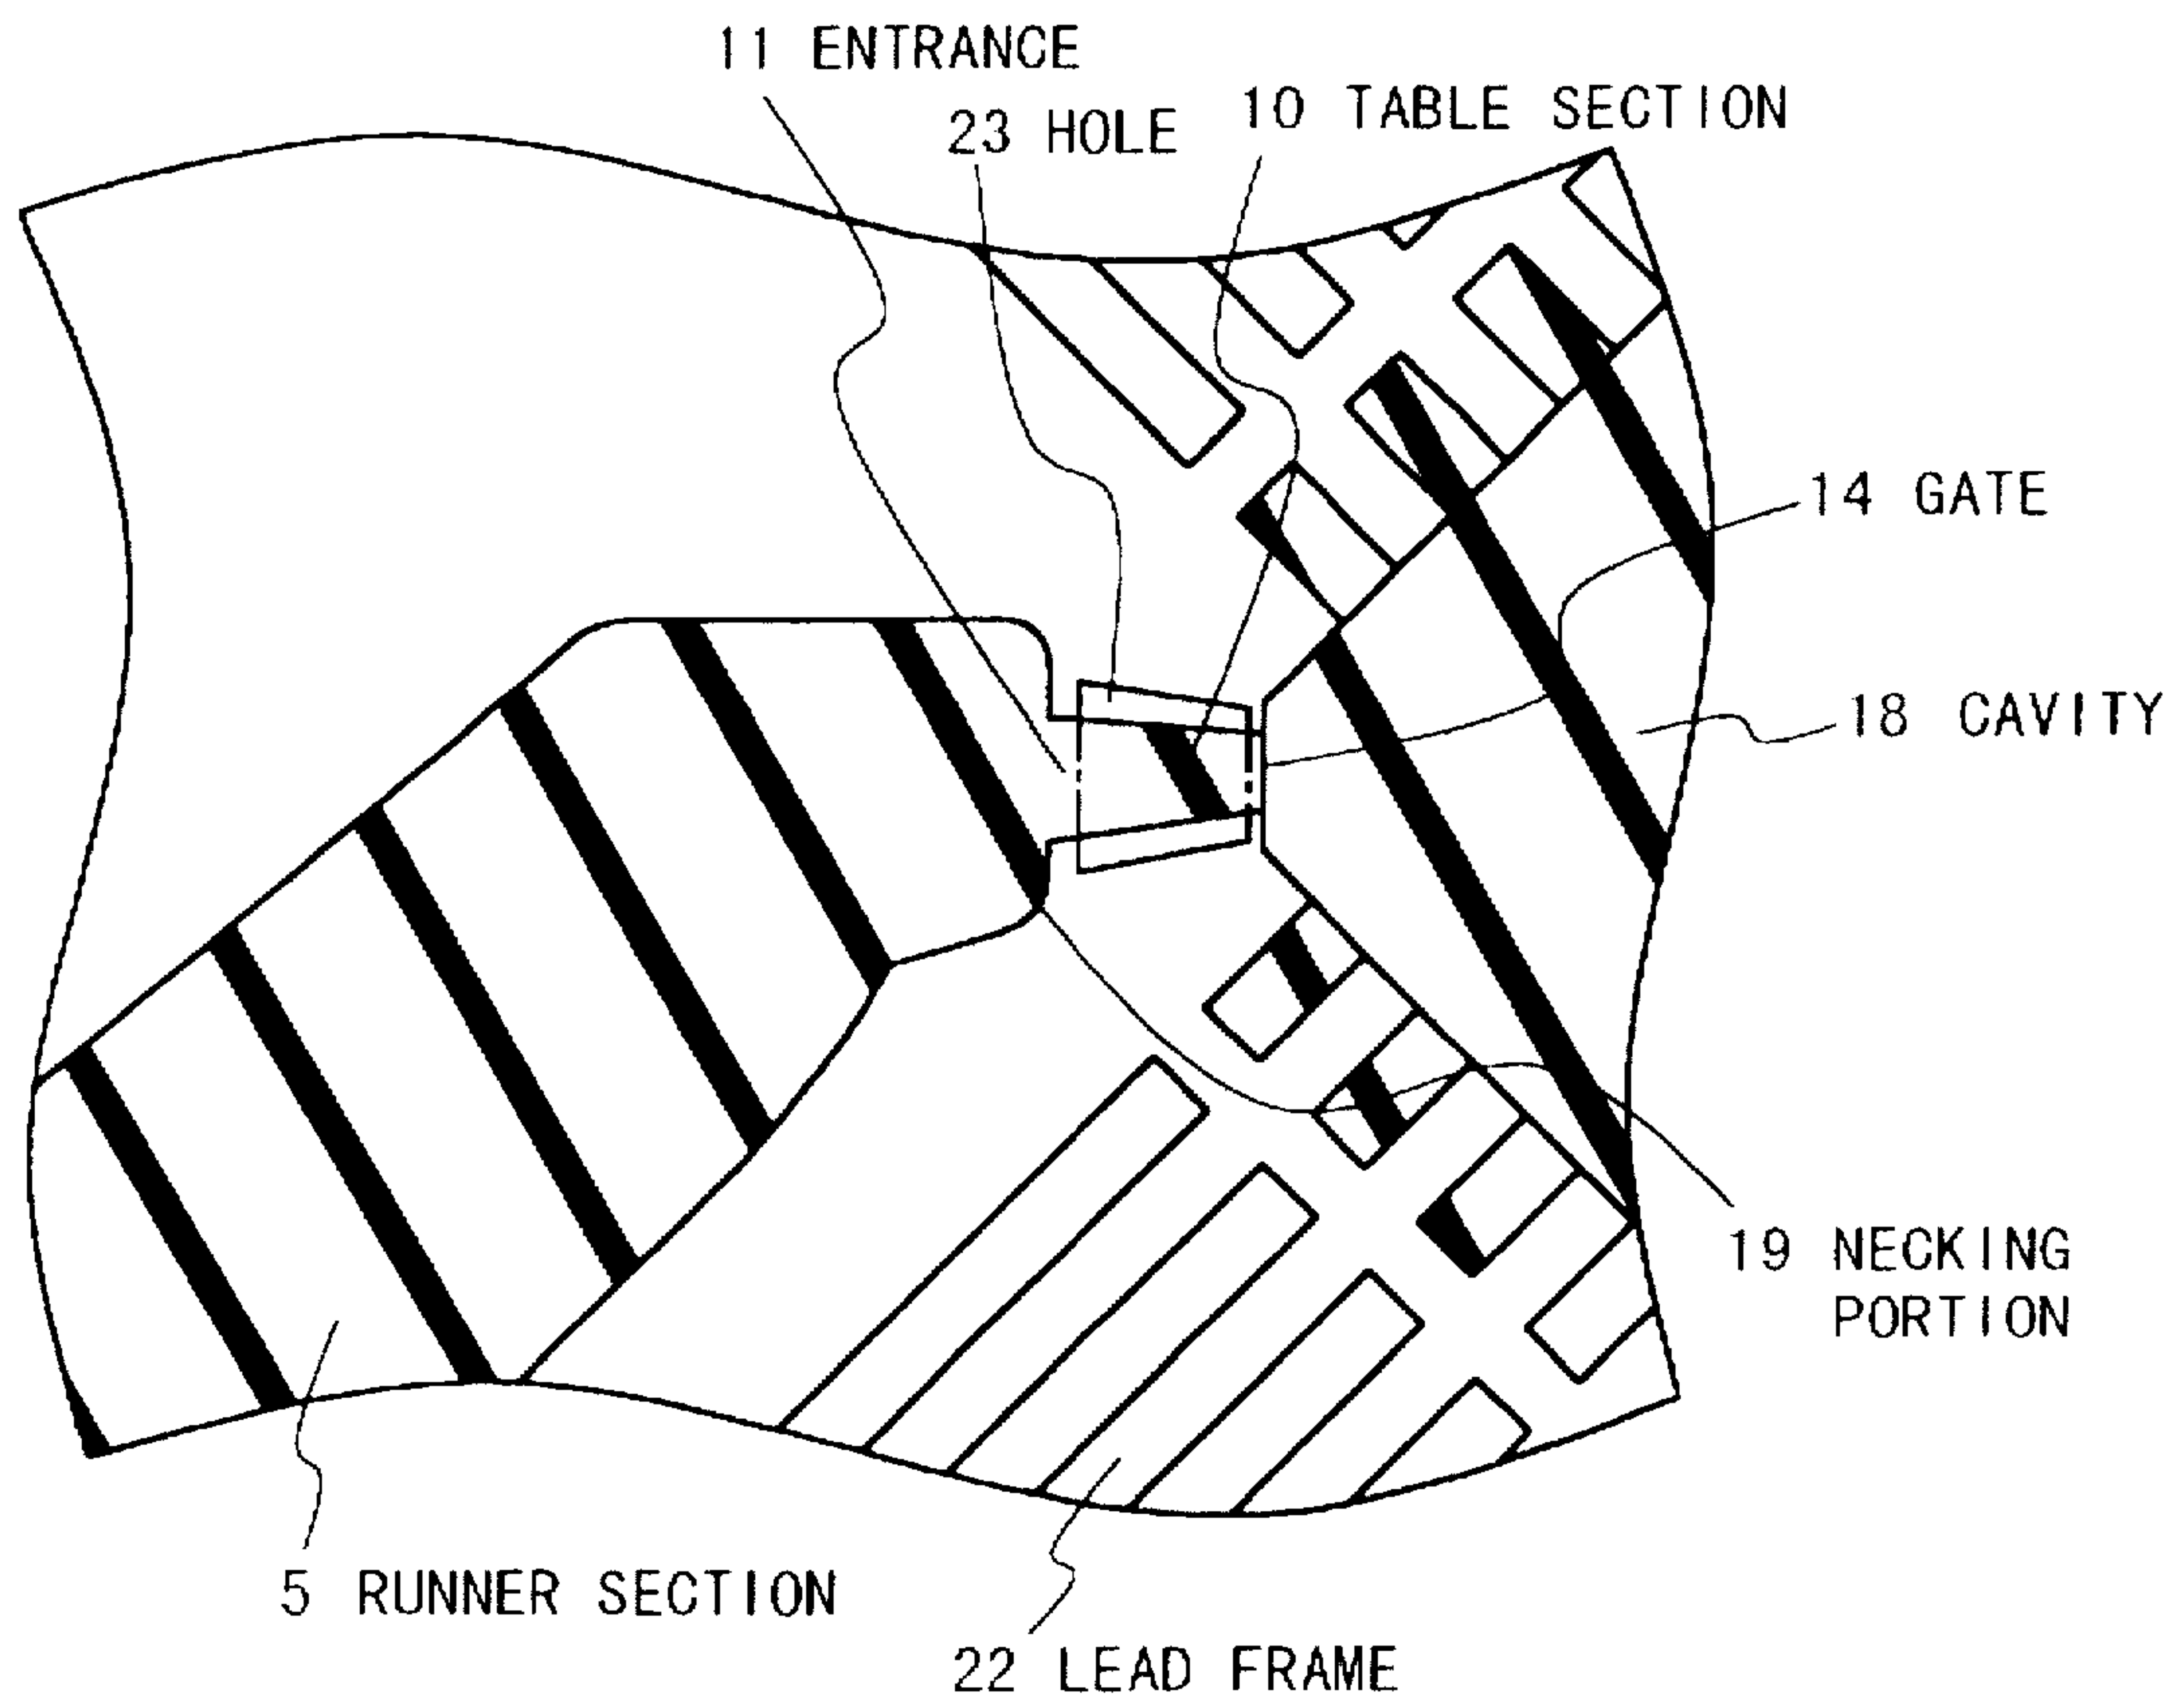 11 ENTRANCE
23 HOLE
10 TABLE SECTION
14 GATE
18 CAVITY
19 NECKING
PORTION
5 RUNNER SECTION
22 LEAD FRAME